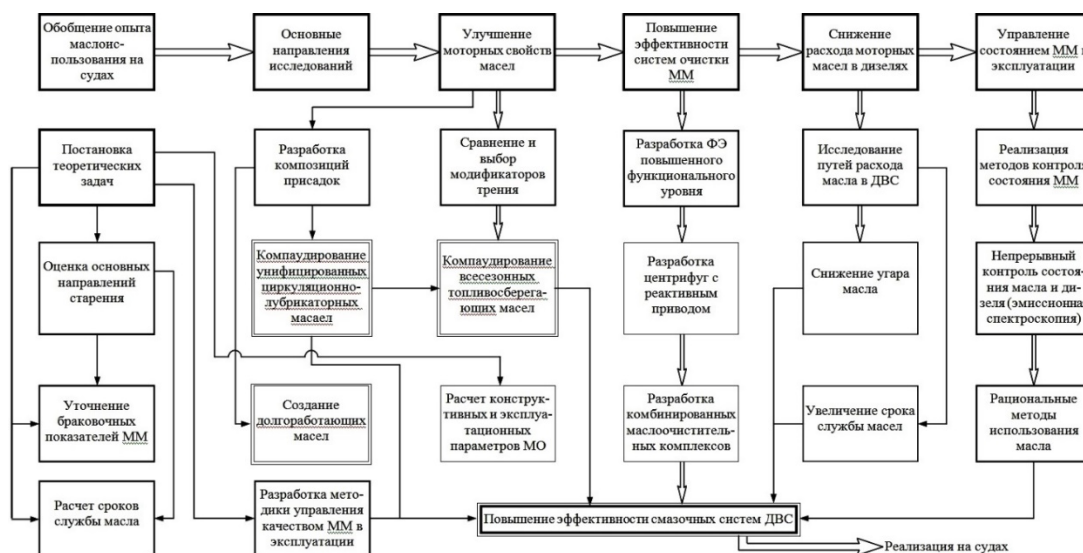 Обобщение опыта
маслоис-
пользования на
судах
Основные
направления
исследований
Улучшение
моторных свойств
масел
Повышение
эффективности
систем очистки
ММ
Снижение
расхода моторных
масел в дизелях
Управление
состоянием ММ в
эксплуатации
Постановка
теоретических
задач
Разработка
композиций
присадок
Сравнение и
выбор
модификаторов
трения
Разработка ФЭ
повышенного
функционального
уровня
Исследование
путей расхода
масла в ДВС
Реализация
методов контроля
состояния ММ
Оценка основных
направлений
старения
Компаудирование
унифицированных
циркуляционно-
лубрикаторных
масаел
Компаудирование
всесезонных
топливосберега-
ющих масел
Разработка
центрифуг с
реактивным
приводом
Снижение угара
масла
Непрерывный
контроль состоя-
ния масла и ди-
зеля (эмиссионная
спектроскопия)
Уточнение
браковочных
показателей ММ
Создание
долгоработающих
масел
Расчет конструк-
тивных и эксплуа-
тационных
параметров МО
Разработка
комбинированных
маслоочиститель-
ных комплексов
Увеличение срока
службы масел
Рациональные
методы
использования
масла
Расчет сроков
службы масла
Разработка мето-
дики управления
качеством ММ в
эксплуатации
Повышение эффективности смазочных систем ДВС
Реализация на судах